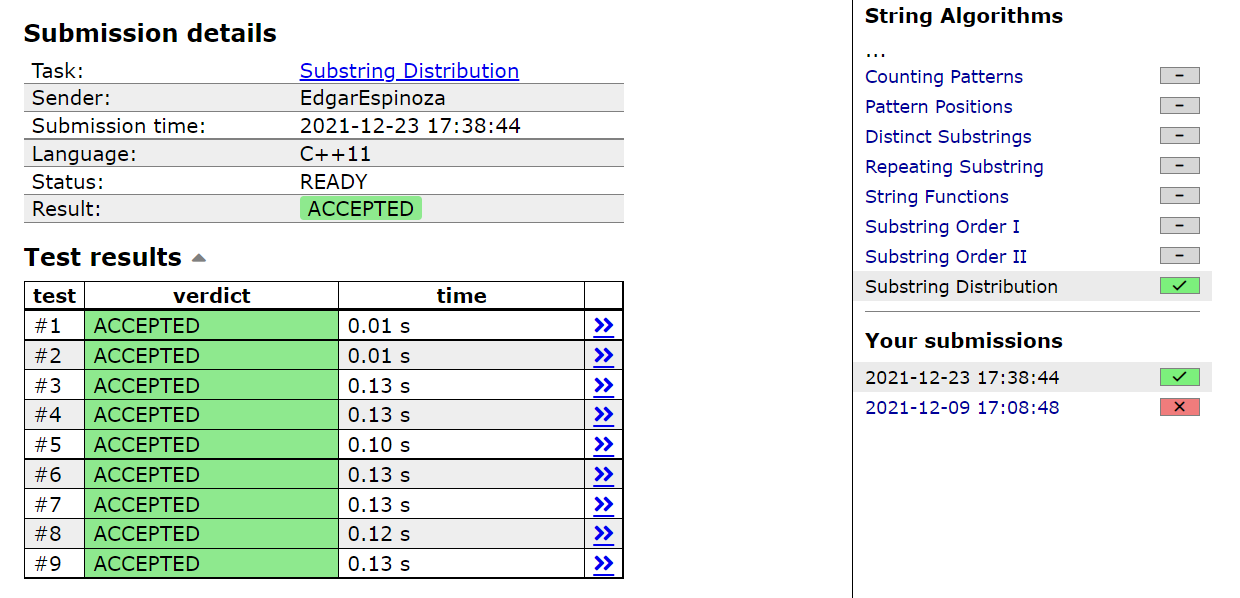 Submission details
Task: Substring Distribution
Sender: EdgarEspinoza
Submission time: 2021-12-23 17:38:44
Language: C++11
Status: READY
Result: ACCEPTED
Test results
test verdict time
#1 ACCEPTED 0.01 s »
#2 ACCEPTED 0.01 s »
#3 ACCEPTED 0.13 s »
#4 ACCEPTED 0.13 s »
#5 ACCEPTED 0.10 s »
#6 ACCEPTED 0.13 s »
#7 ACCEPTED 0.13 s »
#8 ACCEPTED 0.12 s »
#9 ACCEPTED 0.13 s »
String Algorithms
...
Counting Patterns –
Pattern Positions –
Distinct Substrings –
Repeating Substring –
String Functions –
Substring Order I –
Substring Order II –
Substring Distribution ✓
Your submissions
2021-12-23 17:38:44 ✓
2021-12-09 17:08:48 ✕